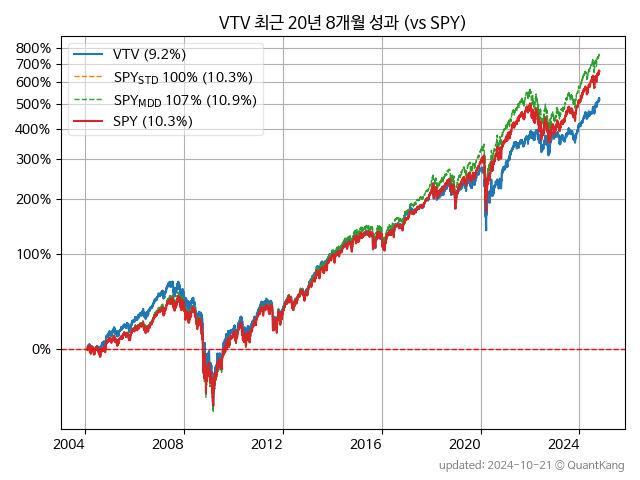 VTV 최근 20년 8개월 성과 (vs SPY)
VTV (9.2%)
SPY_STD 100% (10.3%)
SPY_MDD 107% (10.9%)
SPY (10.3%)
800%
700%
600%
500%
400%
300%
200%
100%
0%
2004 2008 2012 2016 2020 2024
updated: 2024-10-21 © QuantKang